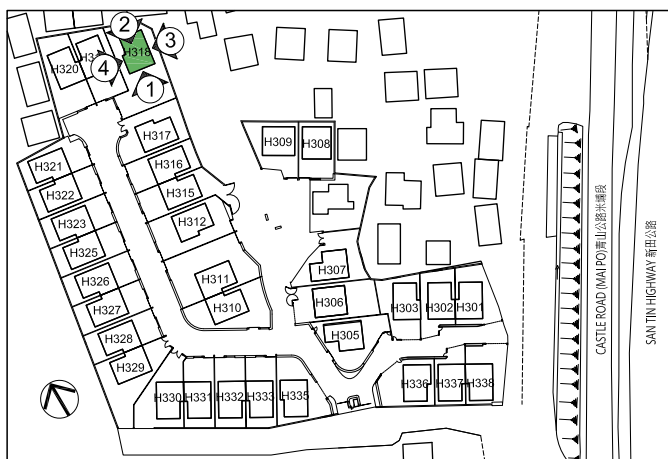 2
H318
3
H320
4
1
H317
H309
H308
H316
H321
H315
H322
H312
H323
H325
H307
H311
H326
H306
H303
H302
H301
H327
H310
H305
H328
H329
H336
H337
H338
H330
H331
H332
H333
H335
CASTLE ROAD (MAI PO)青山公路米埔段
SAN TIN HIGHWAY 新田公路